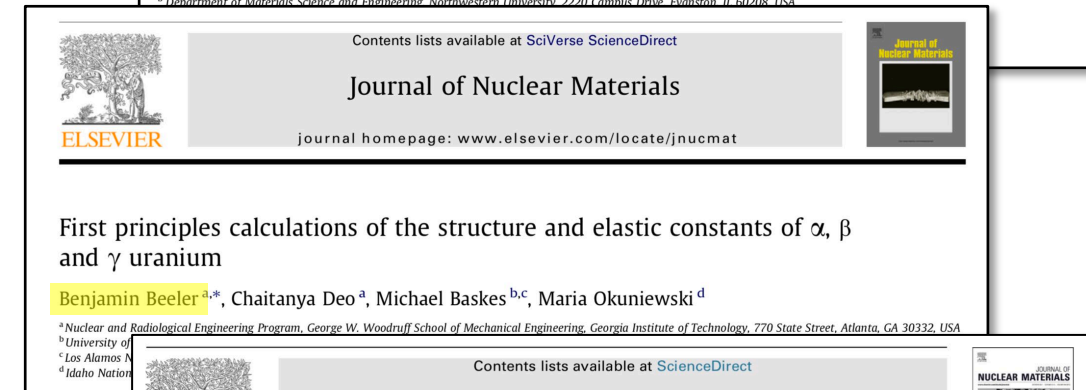 ᵃ Department of Materials Science and Engineering, Northwestern University, 2220 Campus Drive, Evanston, IL 60208, USA
Contents lists available at SciVerse ScienceDirect
Journal of Nuclear Materials
journal homepage: www.elsevier.com/locate/jnucmat
ELSEVIER
Journal of
Nuclear Materials
First principles calculations of the structure and elastic constants of α, β
and γ uranium
Benjamin Beeler ᵃ,*, Chaitanya Deo ᵃ, Michael Baskes ᵇ,ᶜ, Maria Okuniewski ᵈ
ᵃ Nuclear and Radiological Engineering Program, George W. Woodruff School of Mechanical Engineering, Georgia Institute of Technology, 770 State Street, Atlanta, GA 30332, USA
ᵇ University of
ᶜ Los Alamos N
ᵈ Idaho Nation
Contents lists available at ScienceDirect
JOURNAL OF
NUCLEAR MATERIALS